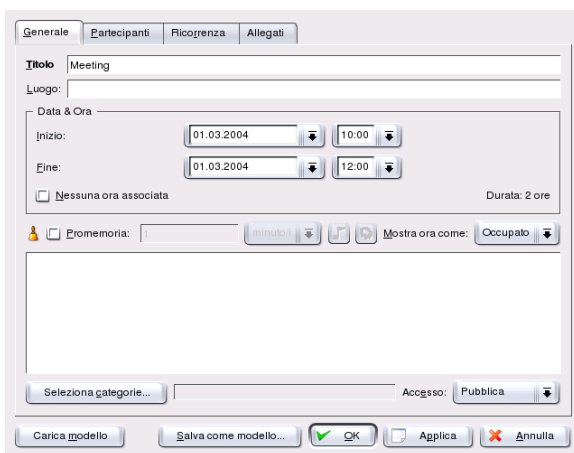 Generale Partecipanti Ricorrenza Allegati
Titolo Meeting
Luogo:
Data & Ora
Inizio: 01.03.2004 10:00
Fine: 01.03.2004 12:00
Nessuna ora associata Durata: 2 ore
Promemoria: 1 minuto/i Mostra ora come: Occupato
Seleziona categorie... Accesso: Pubblica
Carica modello Salva come modello... OK Applica Annulla